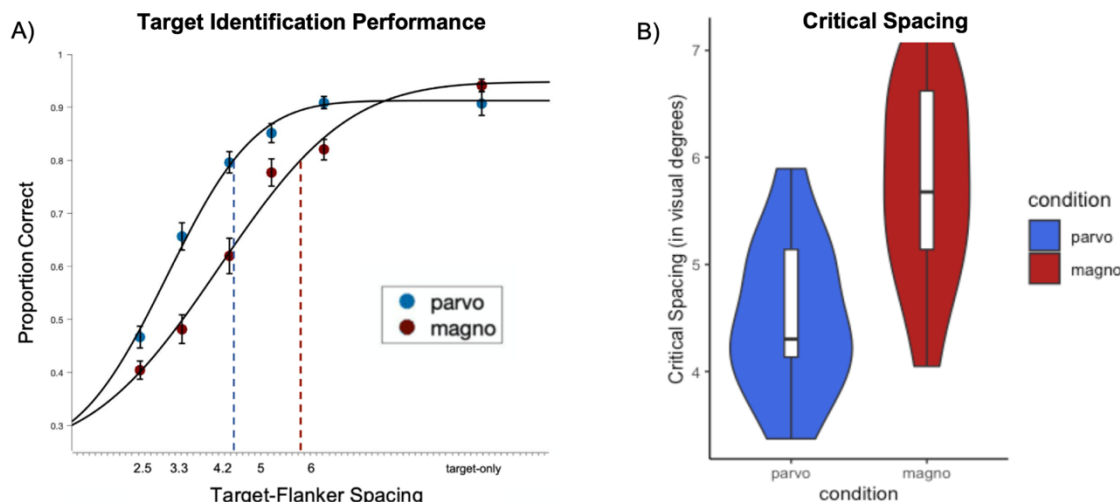 A)
Target Identification Performance
1
0.9
0.8
0.7
0.6
0.5
0.4
0.3
Proportion Correct
parvo
magno
2.5 3.3 4.2 5 6 target-only
Target-Flanker Spacing
B)
Critical Spacing
7
6
5
4
Critical Spacing (in visual degrees)
parvo magno
condition
condition
parvo
magno